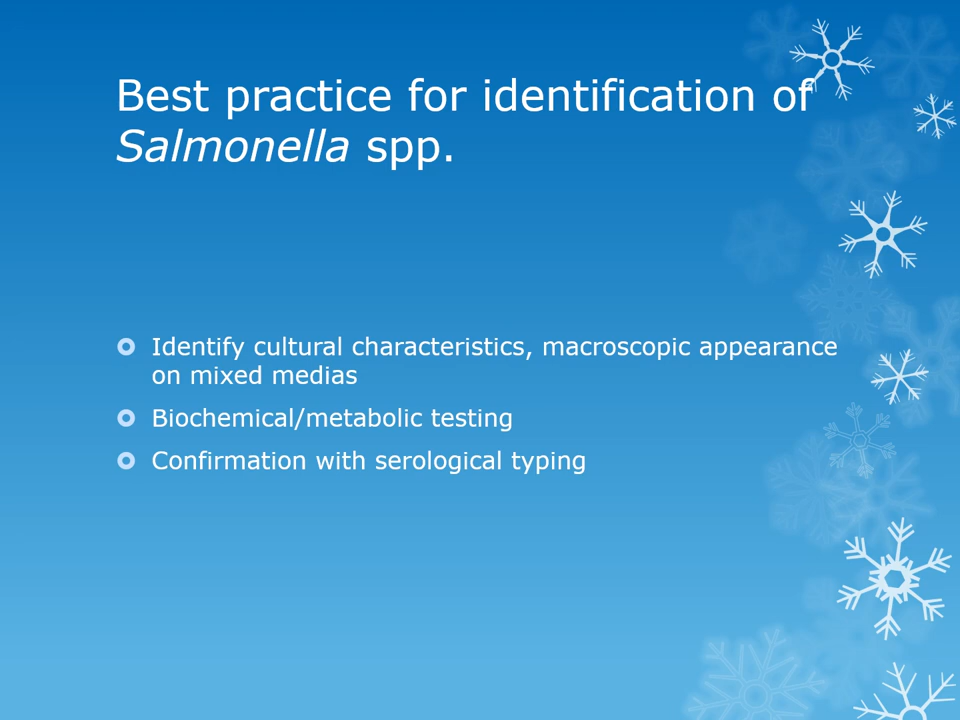 Best practice for identification of
Salmonella spp.
Identify cultural characteristics, macroscopic appearance
on mixed medias
Biochemical/metabolic testing
Confirmation with serological typing